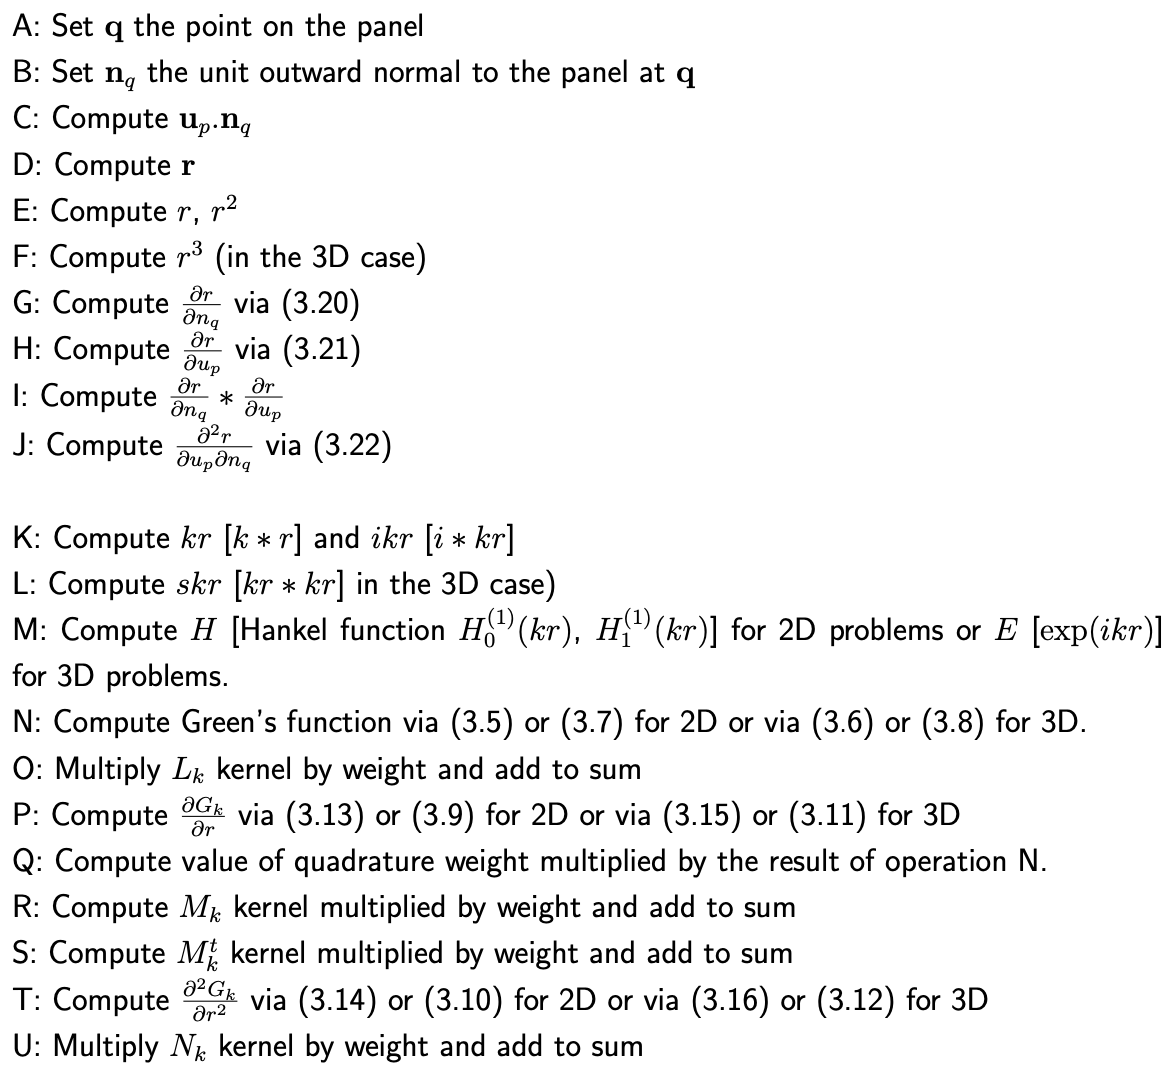 A: Set $\mathbf{q}$ the point on the panel
B: Set $\mathbf{n}_q$ the unit outward normal to the panel at $\mathbf{q}$
C: Compute $\mathbf{u}_p.\mathbf{n}_q$
D: Compute $\mathbf{r}$
E: Compute $r$, $r^2$
F: Compute $r^3$ (in the 3D case)
G: Compute $\frac{\partial r}{\partial n_q}$ via (3.20)
H: Compute $\frac{\partial r}{\partial u_p}$ via (3.21)
I: Compute $\frac{\partial r}{\partial n_q} * \frac{\partial r}{\partial u_p}$
J: Compute $\frac{\partial^2 r}{\partial u_p \partial n_q}$ via (3.22)
K: Compute $kr$ $[k * r]$ and $ikr$ $[i * kr]$
L: Compute $skr$ $[kr * kr]$ in the 3D case)
M: Compute $H$ [Hankel function $H_0^{(1)}(kr)$, $H_1^{(1)}(kr)$] for 2D problems or $E$ $[\exp(ikr)]$
for 3D problems.
N: Compute Green's function via (3.5) or (3.7) for 2D or via (3.6) or (3.8) for 3D.
O: Multiply $L_k$ kernel by weight and add to sum
P: Compute $\frac{\partial G_k}{\partial r}$ via (3.13) or (3.9) for 2D or via (3.15) or (3.11) for 3D
Q: Compute value of quadrature weight multiplied by the result of operation N.
R: Compute $M_k$ kernel multiplied by weight and add to sum
S: Compute $M_k^t$ kernel multiplied by weight and add to sum
T: Compute $\frac{\partial^2 G_k}{\partial r^2}$ via (3.14) or (3.10) for 2D or via (3.16) or (3.12) for 3D
U: Multiply $N_k$ kernel by weight and add to sum